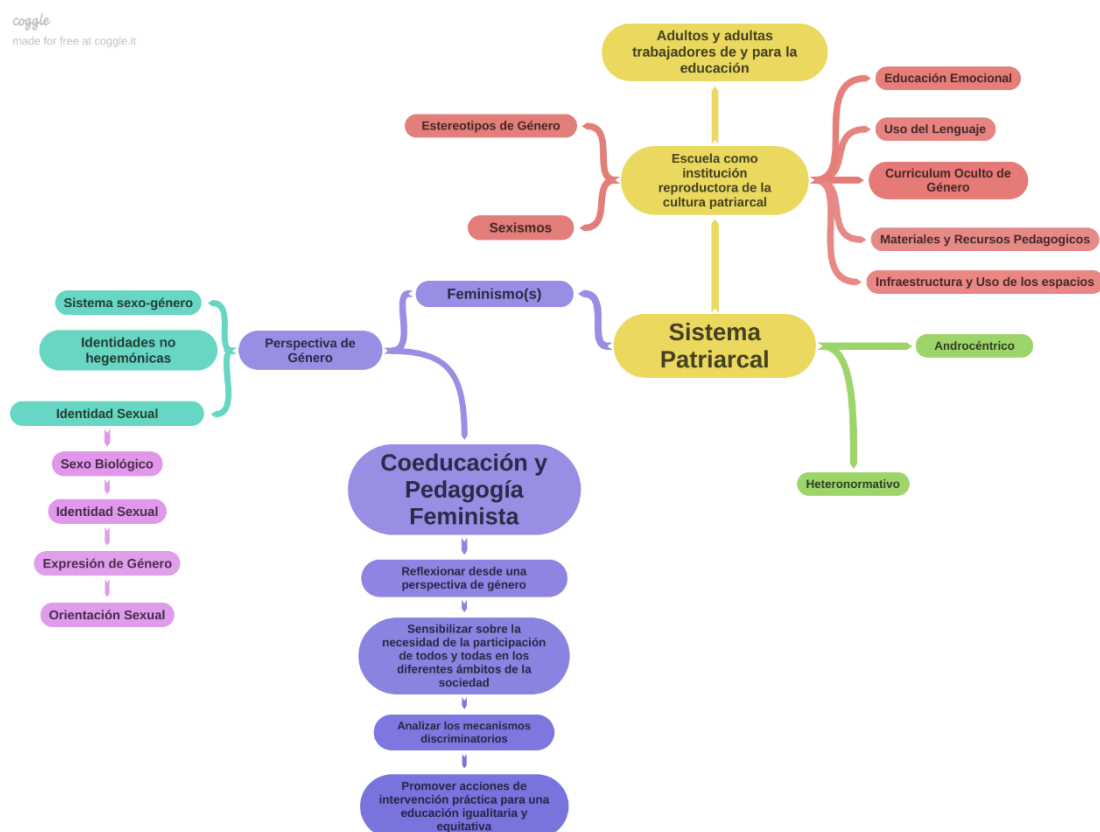 coggle
made for free at coggle.it
Adultos y adultas
trabajadores de y para la
educación
Educación Emocional
Estereotipos de Género
Uso del Lenguaje
Escuela como
institución
reproductora de la
cultura patriarcal
Curriculum Oculto de
Género
Sexismos
Materiales y Recursos Pedagogicos
Infraestructura y Uso de los espacios
Feminismo(s)
Sistema sexo-género
Sistema
Patriarcal
Androcéntrico
Identidades no
hegemónicas
Perspectiva de
Género
Identidad Sexual
Sexo Biológico
Identidad Sexual
Expresión de Género
Orientación Sexual
Heteronormativo
Coeducación y
Pedagogía
Feminista
Reflexionar desde una
perspectiva de género
Sensibilizar sobre la
necesidad de la participación
de todos y todas en los
diferentes ámbitos de la
sociedad
Analizar los mecanismos
discriminatorios
Promover acciones de
intervención práctica para una
educación igualitaria y
equitativa